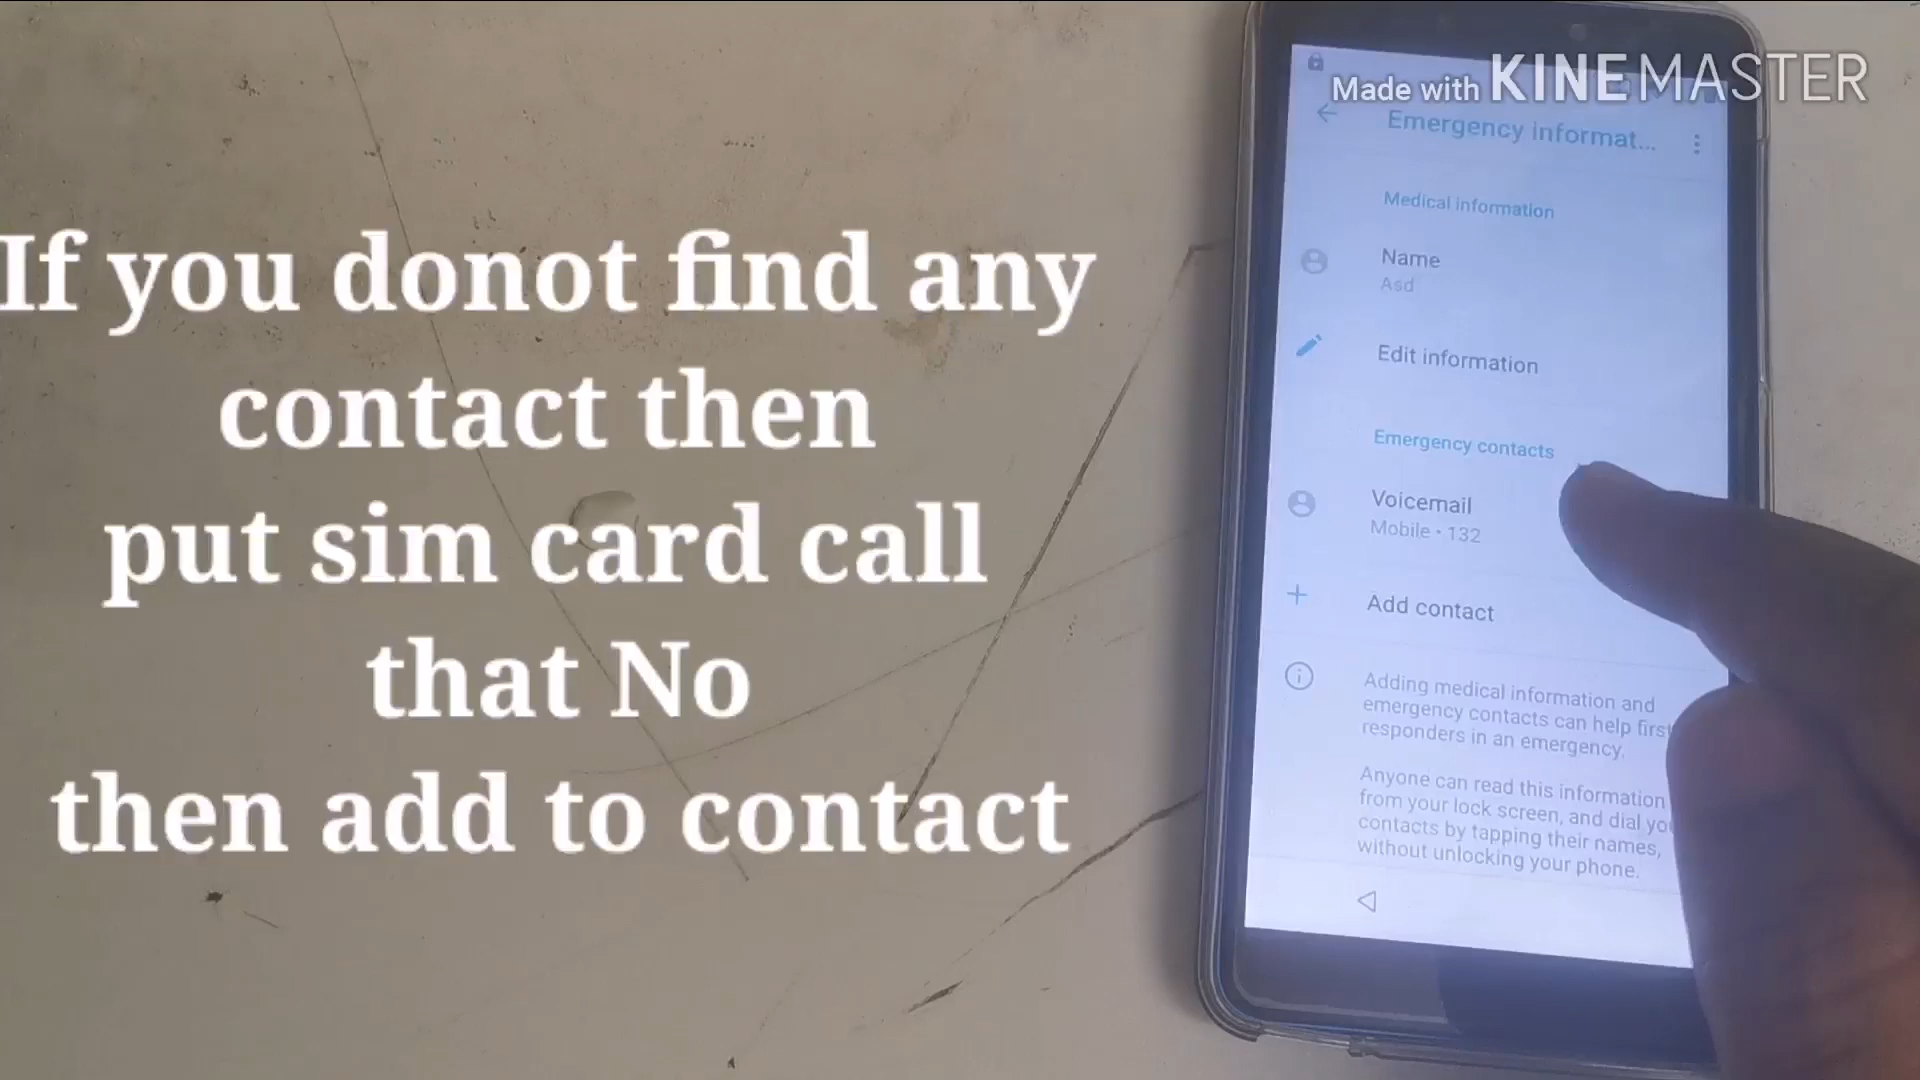 Made with KINEMASTER
Emergency informat...
Medical information
Name
Asd
Edit information
Emergency contacts
Voicemail
Mobile • 132
Add contact
Adding medical information and
emergency contacts can help first
responders in an emergency.
Anyone can read this information
from your lock screen, and dial
contacts by tapping their names,
without unlocking your phone.
If you donot find any
contact then
put sim card call
that No
then add to contact